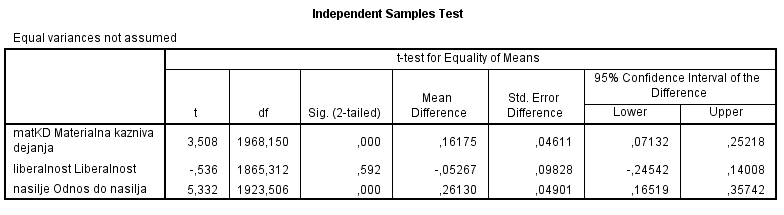 Independent Samples Test
Equal variances not assumed
t-test for Equality of Means
95% Confidence Interval of the Difference
t df Sig. (2-tailed) Mean Difference Std. Error Difference Lower Upper
matKD Materialna kazniva dejanja 3,508 1968,150 ,000 ,16175 ,04611 ,07132 ,25218
liberalnost Liberalnost -,536 1865,312 ,592 -,05267 ,09828 -,24542 ,14008
nasilje Odnos do nasilja 5,332 1923,506 ,000 ,26130 ,04901 ,16519 ,35742